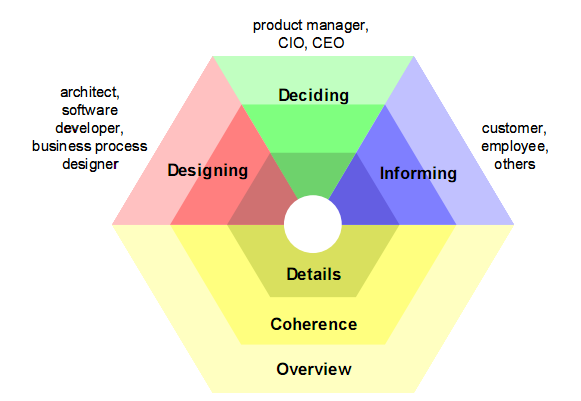 product manager,
CIO, CEO
architect,
software
developer,
business process
designer
Deciding
Designing
Informing
customer,
employee,
others
Details
Coherence
Overview